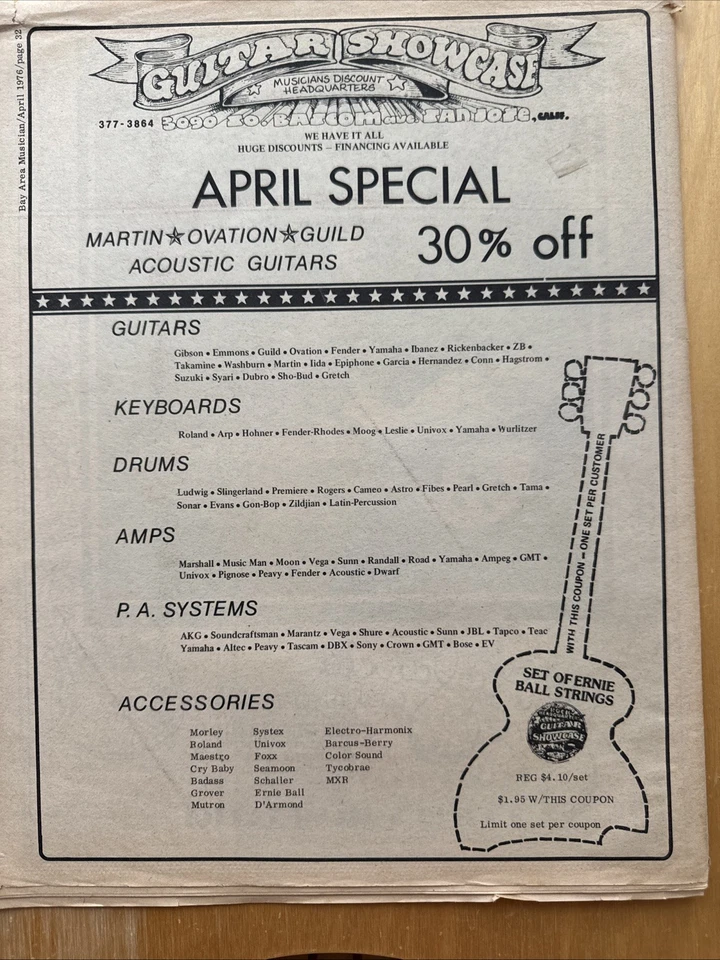 Bay Area Musician/April 1976/page 32
GUITAR SHOWCASE
MUSICIANS DISCOUNT
HEADQUARTERS
377-3864 3090 SO. BASCOM AVE. SAN JOSE, CALIF.
WE HAVE IT ALL
HUGE DISCOUNTS – FINANCING AVAILABLE
APRIL SPECIAL
MARTIN★OVATION★GUILD
ACOUSTIC GUITARS
30% off
GUITARS
Gibson • Emmons • Guild • Ovation • Fender • Yamaha • Ibanez • Rickenbacker • ZB •
Takamine • Washburn • Martin • Iida • Epiphone • Garcia • Hernandez • Conn • Hagstrom •
Suzuki • Syari • Dubro • Sho-Bud • Gretch
KEYBOARDS
Roland • Arp • Hohner • Fender-Rhodes • Moog • Leslie • Univox • Yamaha • Wurlitzer
DRUMS
Ludwig • Slingerland • Premiere • Rogers • Cameo • Astro • Fibes • Pearl • Gretch • Tama •
Sonar • Evans • Gon-Bop • Zildjian • Latin-Percussion
AMPS
Marshall • Music Man • Moon • Vega • Sunn • Randall • Road • Yamaha • Ampeg • GMT •
Univox • Pignose • Peavy • Fender • Acoustic • Dwarf
P.A. SYSTEMS
AKG • Soundcraftsman • Marantz • Vega • Shure • Acoustic • Sunn • JBL • Tapco • Teac
Yamaha • Altec • Peavy • Tascam • DBX • Sony • Crown • GMT • Bose • EV
ACCESSORIES
Morley
Roland
Maestro
Cry Baby
Badass
Grover
Mutron
Systex
Univox
Foxx
Seamoon
Schaller
Ernie Ball
D'Armond
Electro-Harmonix
Barcus-Berry
Color Sound
Tycobrae
MXR
WITH THIS COUPON – ONE SET PER CUSTOMER
SET OF ERNIE
BALL STRINGS
GUITAR
SHOWCASE
REG $4.10/set
$1.95 W/THIS COUPON
Limit one set per coupon